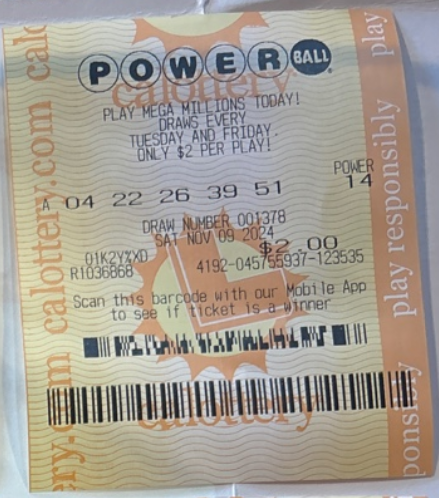 POWERBALL
calottery
PLAY MEGA MILLIONS TODAY!
DRAWS EVERY
TUESDAY AND FRIDAY.
ONLY $2 PER PLAY!
POWER
A 04 22 26 39 51 14
DRAW NUMBER 001378
SAT NOV 09 2024
$2.00
R1036868 4192-045755937-123535
Scan this barcode with our Mobile App
to see if ticket is a winner
calottery
calottery.com
play responsibly
play